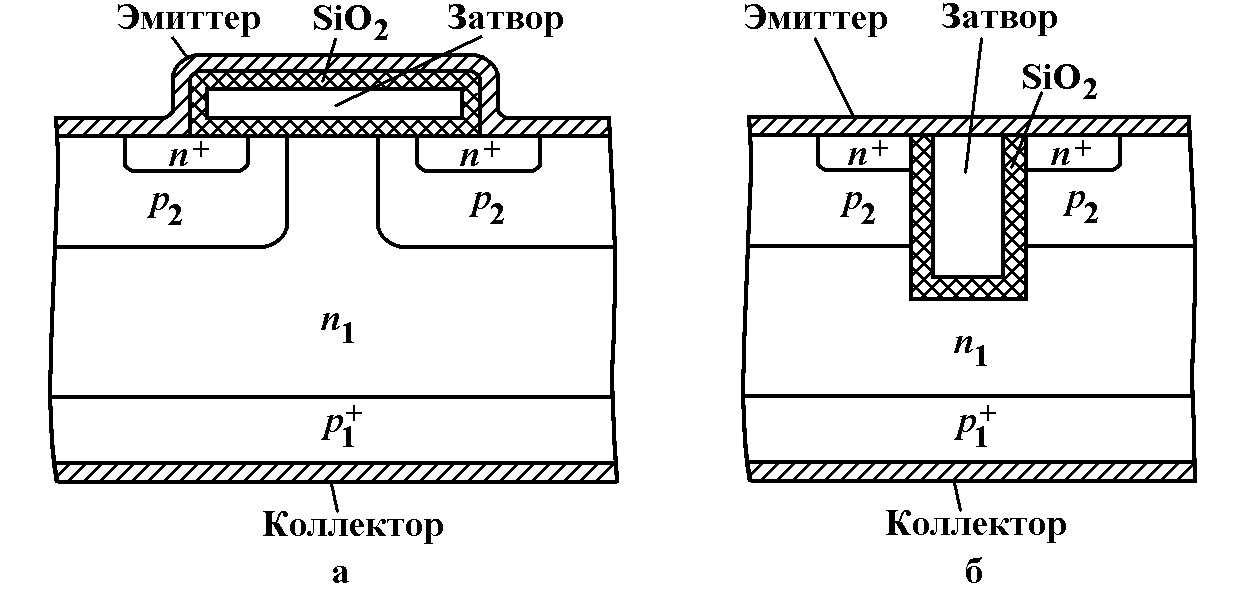 Эмиттер SiO₂ Затвор
n⁺ n⁺
p₂ p₂
n₁
p₁⁺
Коллектор
а
Эмиттер Затвор
SiO₂
n⁺ n⁺
p₂ p₂
n₁
p₁⁺
Коллектор
б